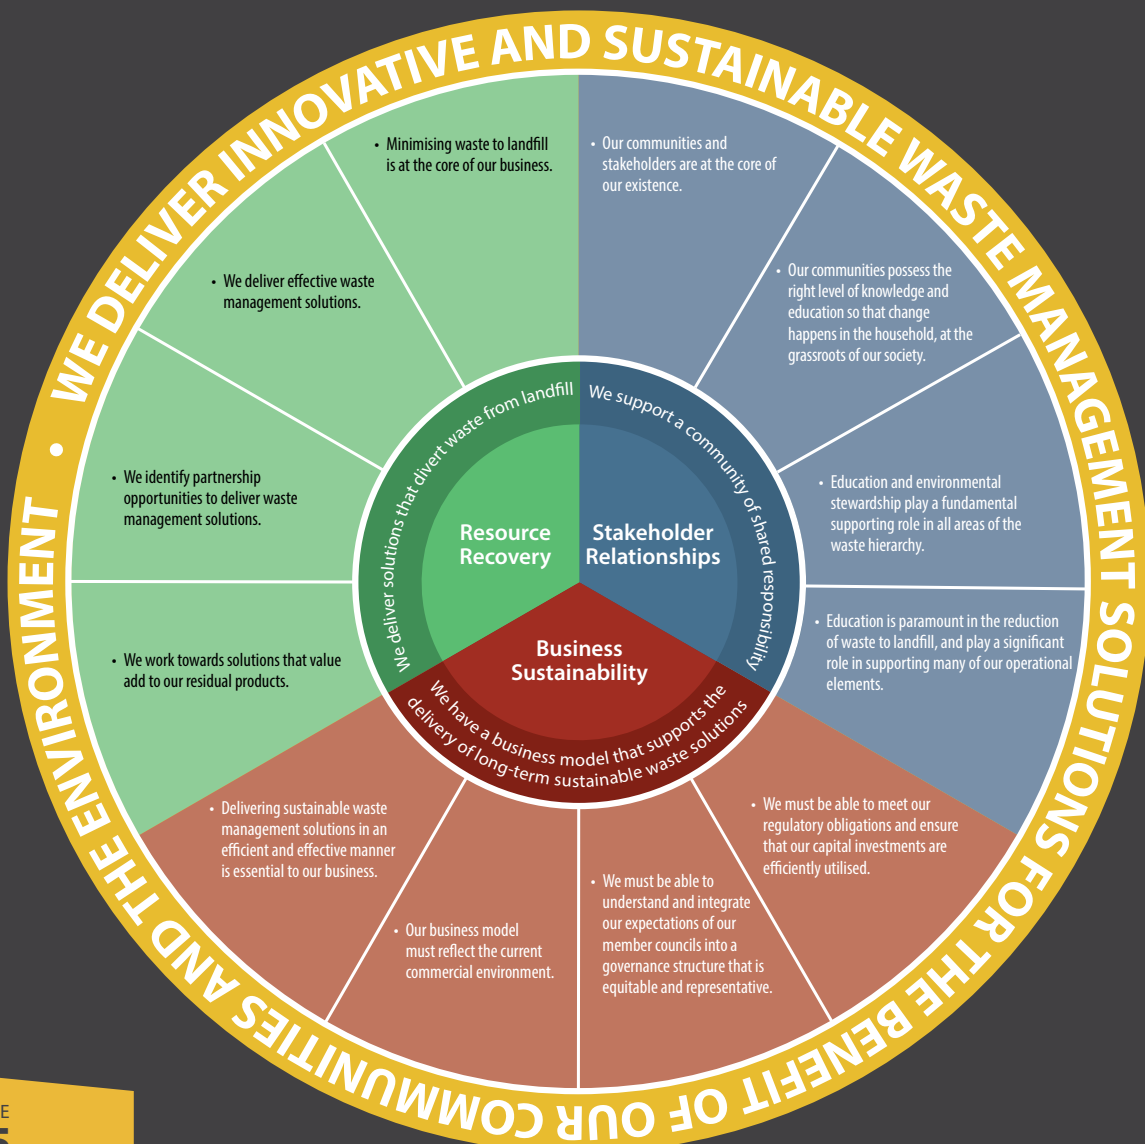 WE DELIVER INNOVATIVE AND SUSTAINABLE WASTE MANAGEMENT SOLUTIONS FOR THE BENEFIT OF OUR COMMUNITIES AND THE ENVIRONMENT •
• Minimising waste to landfill
is at the core of our business.
• We deliver effective waste
management solutions.
• We identify partnership
opportunities to deliver waste
management solutions.
• We work towards solutions that value
add to our residual products.
• Our communities and
stakeholders are at the core of
our existence.
• Our communities possess the
right level of knowledge and
education so that change
happens in the household, at the
grassroots of our society.
• Education and environmental
stewardship play a fundamental
supporting role in all areas of the
waste hierarchy.
• Education is paramount in the reduction
of waste to landfill, and play a significant
role in supporting many of our operational
elements.
We deliver solutions that divert waste from landfill
Resource
Recovery
We support a community of shared responsibility
Stakeholder
Relationships
Business
Sustainability
We have a business model that supports the
delivery of long-term sustainable waste solutions
• Delivering sustainable waste
management solutions in an
efficient and effective manner
is essential to our business.
• Our business model
must reflect the current
commercial environment.
• We must be able to
understand and integrate
our expectations of our
member councils into a
governance structure that is
equitable and representative.
• We must be able to meet our
regulatory obligations and ensure
that our capital investments are
efficiently utilised.